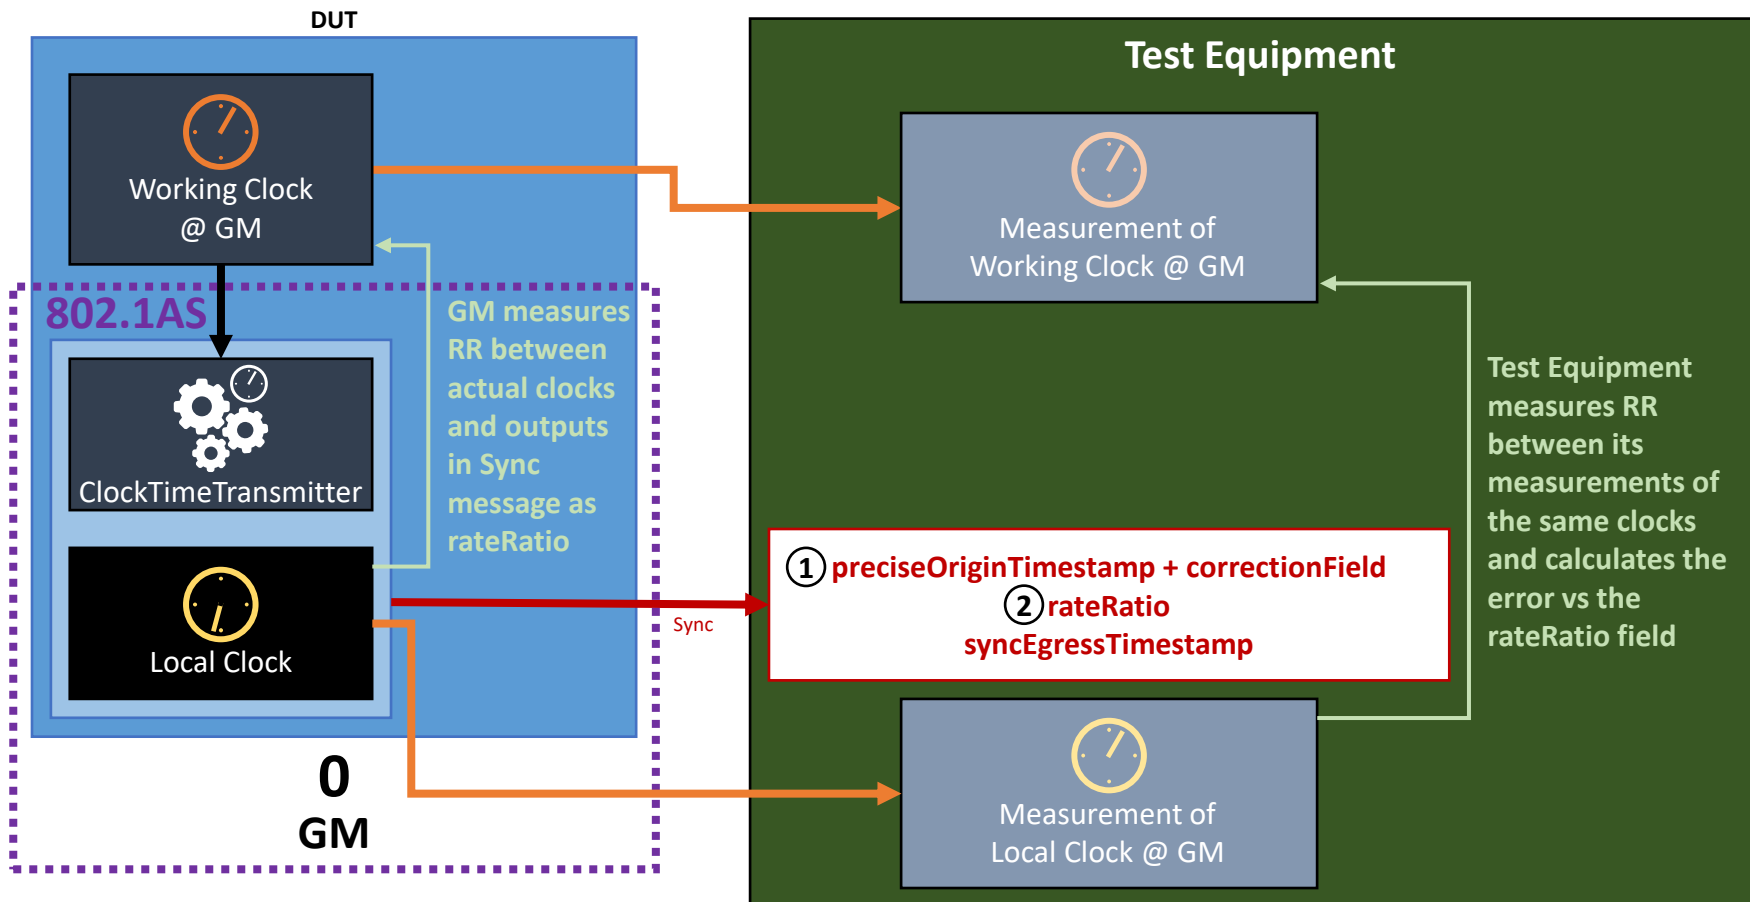 DUT
Test Equipment
Working Clock
@ GM
Measurement of
Working Clock @ GM
802.1AS
GM measures
RR between
actual clocks
and outputs
in Sync
message as
rateRatio
ClockTimeTransmitter
Local Clock
Sync
1 preciseOriginTimestamp + correctionField
2 rateRatio
syncEgressTimestamp
Test Equipment
measures RR
between its
measurements of
the same clocks
and calculates the
error vs the
rateRatio field
Measurement of
Local Clock @ GM
0
GM